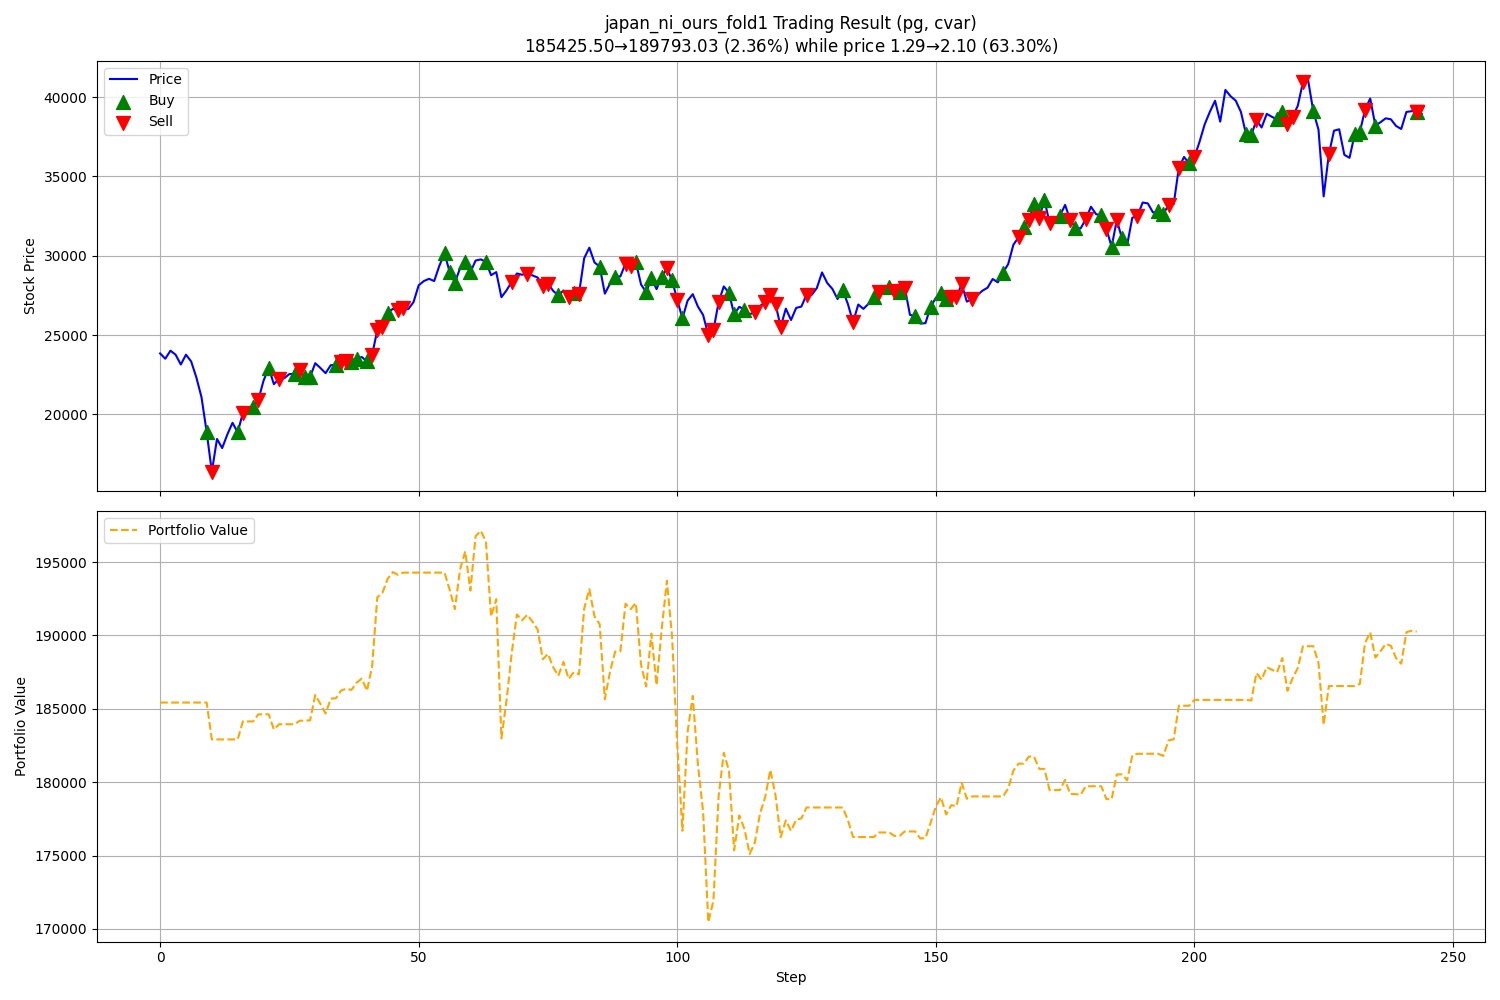 japan_ni_ours_fold1 Trading Result (pg, cvar)
185425.50→189793.03 (2.36%) while price 1.29→2.10 (63.30%)
Price
Buy
Sell
40000
35000
30000
25000
20000
Stock Price
Portfolio Value
195000
190000
185000
180000
175000
170000
Portfolio Value
0
50
100
150
200
250
Step